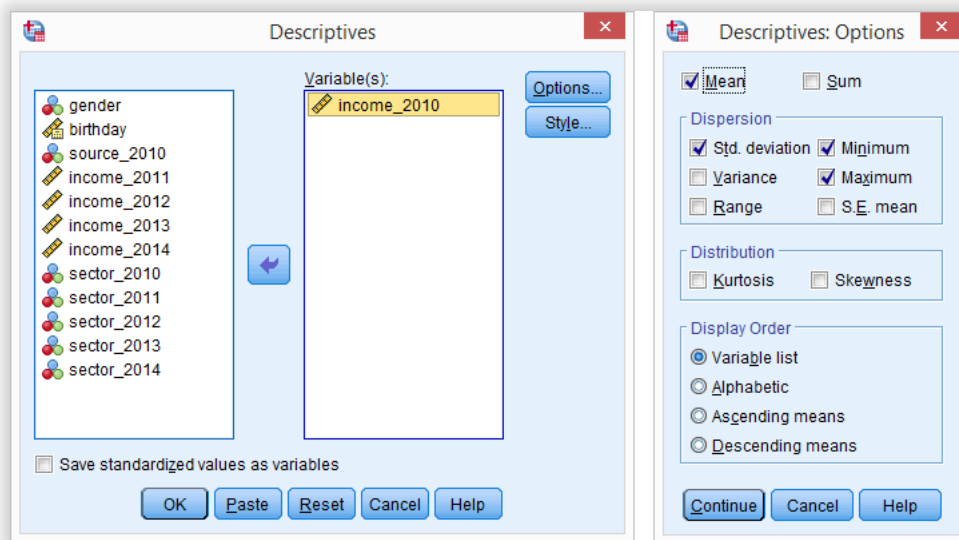 Descriptives
Variable(s):
gender
birthday
source_2010
income_2011
income_2012
income_2013
income_2014
sector_2010
sector_2011
sector_2012
sector_2013
sector_2014
income_2010
Options...
Style...
Save standardized values as variables
OK Paste Reset Cancel Help
Descriptives: Options
Mean Sum
Dispersion
Std. deviation Minimum
Variance Maximum
Range S.E. mean
Distribution
Kurtosis Skewness
Display Order
Variable list
Alphabetic
Ascending means
Descending means
Continue Cancel Help